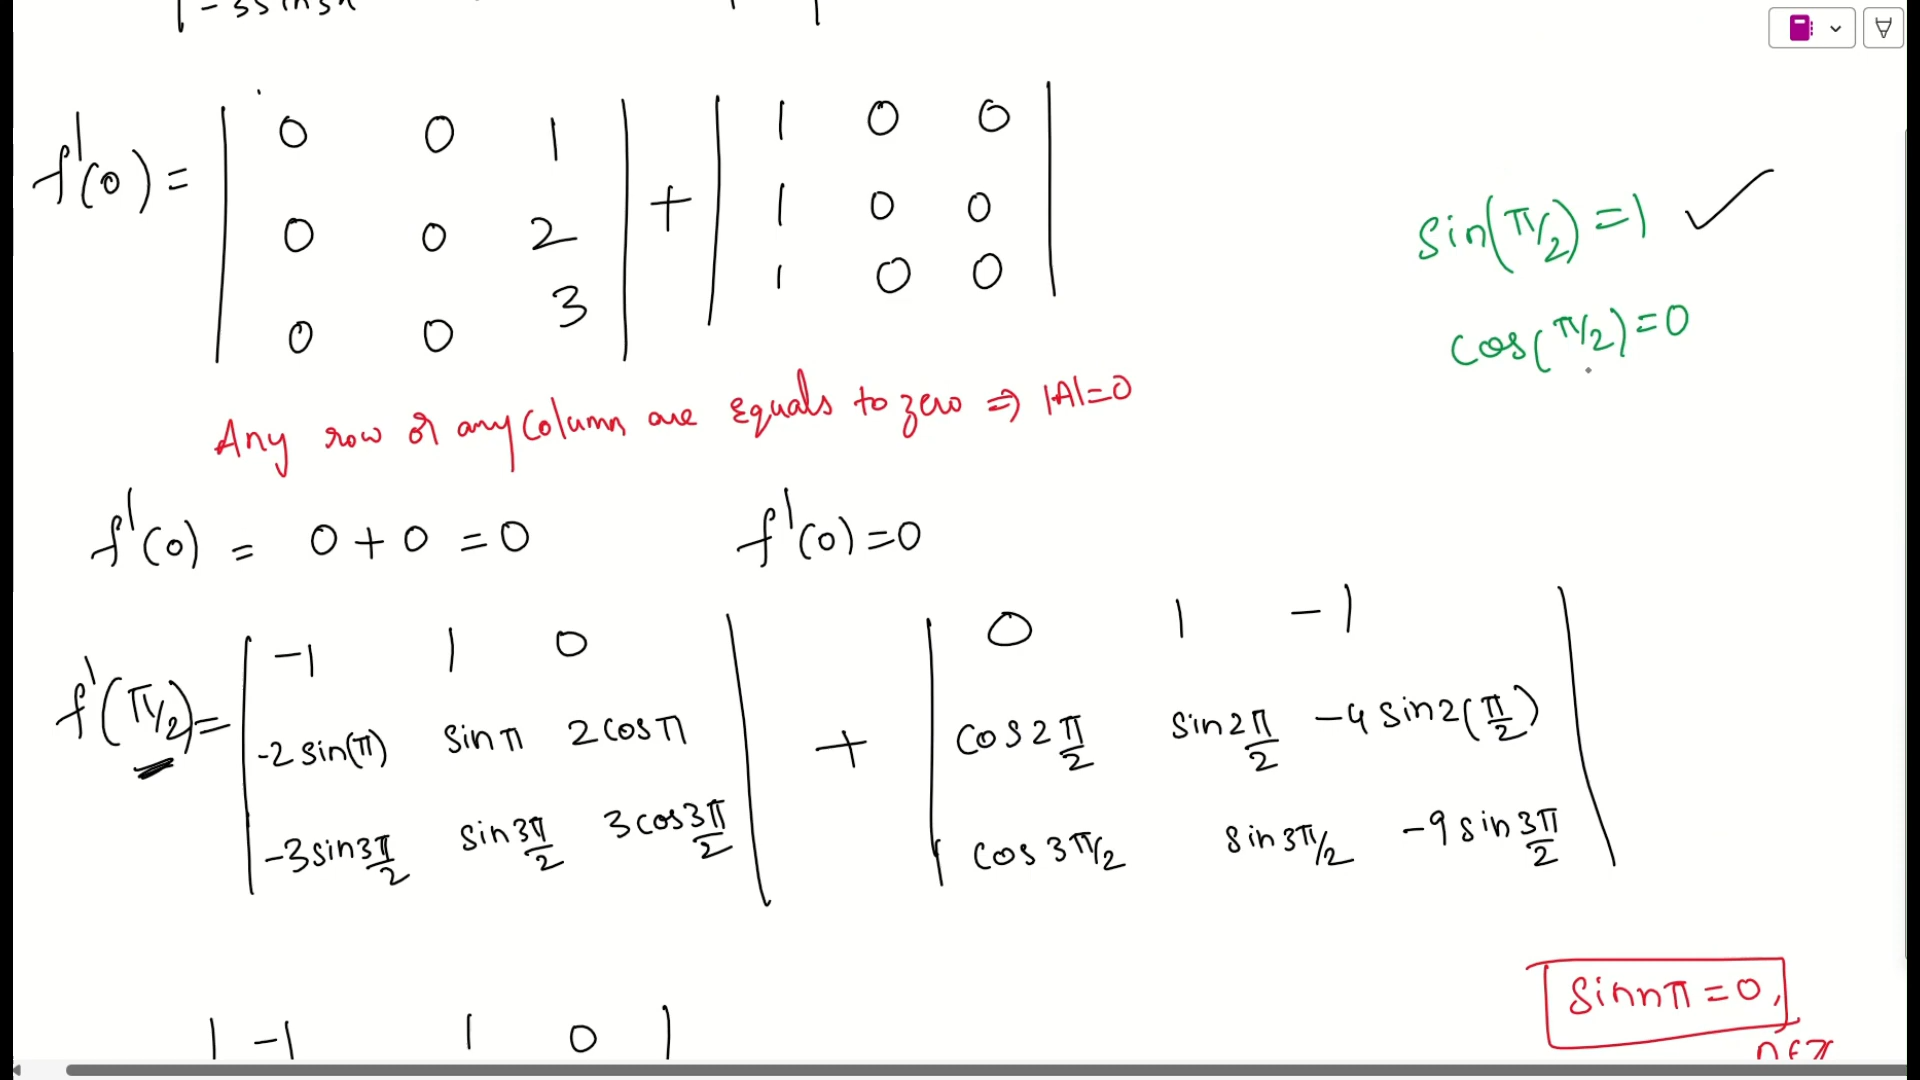 -3sin3x
f'(0) = | 0 0 1 | + | 1 0 0 |
| 0 0 2 | | 1 0 0 |
| 0 0 3 | | 1 0 0 |
sin(π/2) = 1 ✓
cos(π/2) = 0
Any row or any column are equals to zero ⇒ |A| = 0
f'(0) = 0 + 0 = 0 f'(0) = 0
f'(π/2) = | -1 1 0 | + | 0 1 -1 |
| -2 sin(π) sin π 2 cos π | | cos 2π/2 sin 2π/2 -4 sin 2(π/2) |
| -3 sin 3π/2 sin 3π/2 3 cos 3π/2 | | cos 3π/2 sin 3π/2 -9 sin 3π/2 |
sin nπ = 0,
| -1 1 0 |